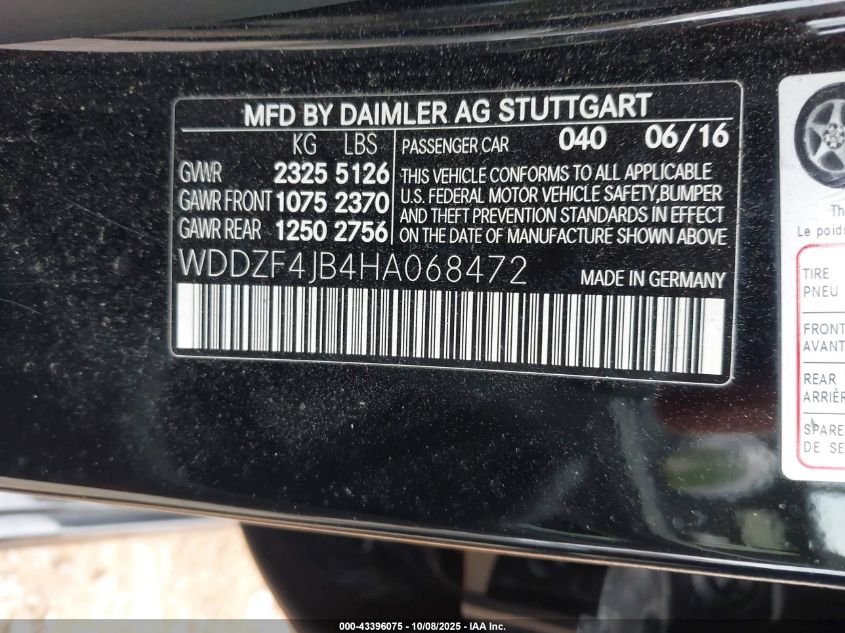 MFD BY DAIMLER AG STUTTGART
KG LBS
GVWR 2325 5126
GAWR FRONT 1075 2370
GAWR REAR 1250 2756
PASSENGER CAR 040 06/16
THIS VEHICLE CONFORMS TO ALL APPLICABLE
U.S. FEDERAL MOTOR VEHICLE SAFETY,BUMPER
AND THEFT PREVENTION STANDARDS IN EFFECT
ON THE DATE OF MANUFACTURE SHOWN ABOVE
WDDZF4JB4HA068472
MADE IN GERMANY
Th
Le poids
TIRE
PNEU
FRONT
AVANT
REAR
ARRIÈR
SPARE
DE SE
000-43396075 - 10/08/2025 - IAA Inc.